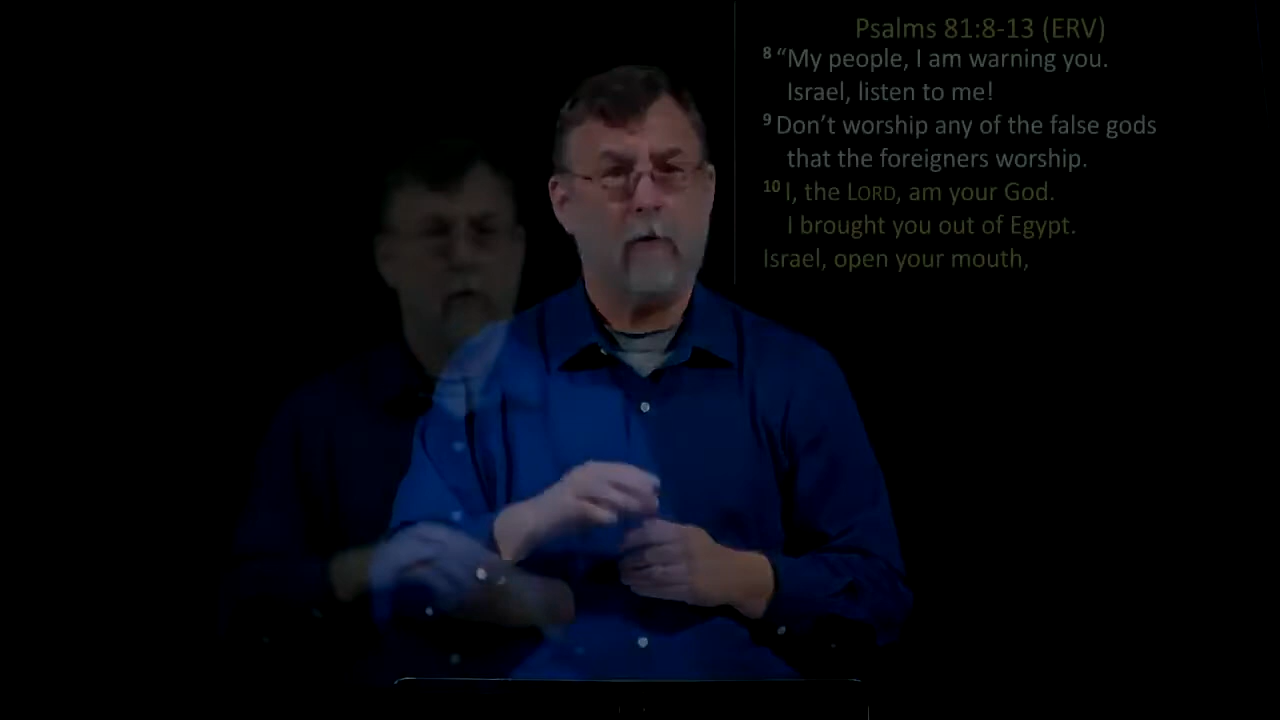 Psalms 81:8-13 (ERV)
8 “My people, I am warning you.
Israel, listen to me!
9 Don’t worship any of the false gods
that the foreigners worship.
10 I, the LORD, am your God.
I brought you out of Egypt.
Israel, open your mouth,